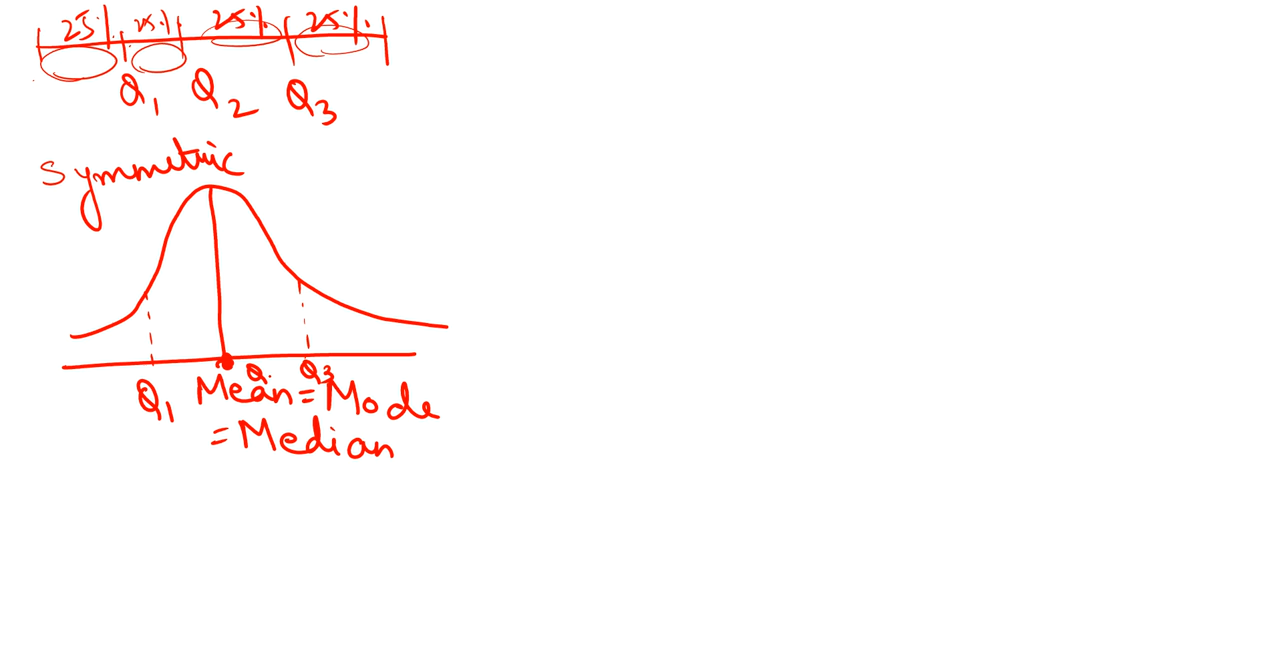 25% 25% 25% 25%
Q1 Q2 Q3
Symmetric
Q. Q3
Q1 Mean = Mode
= Median